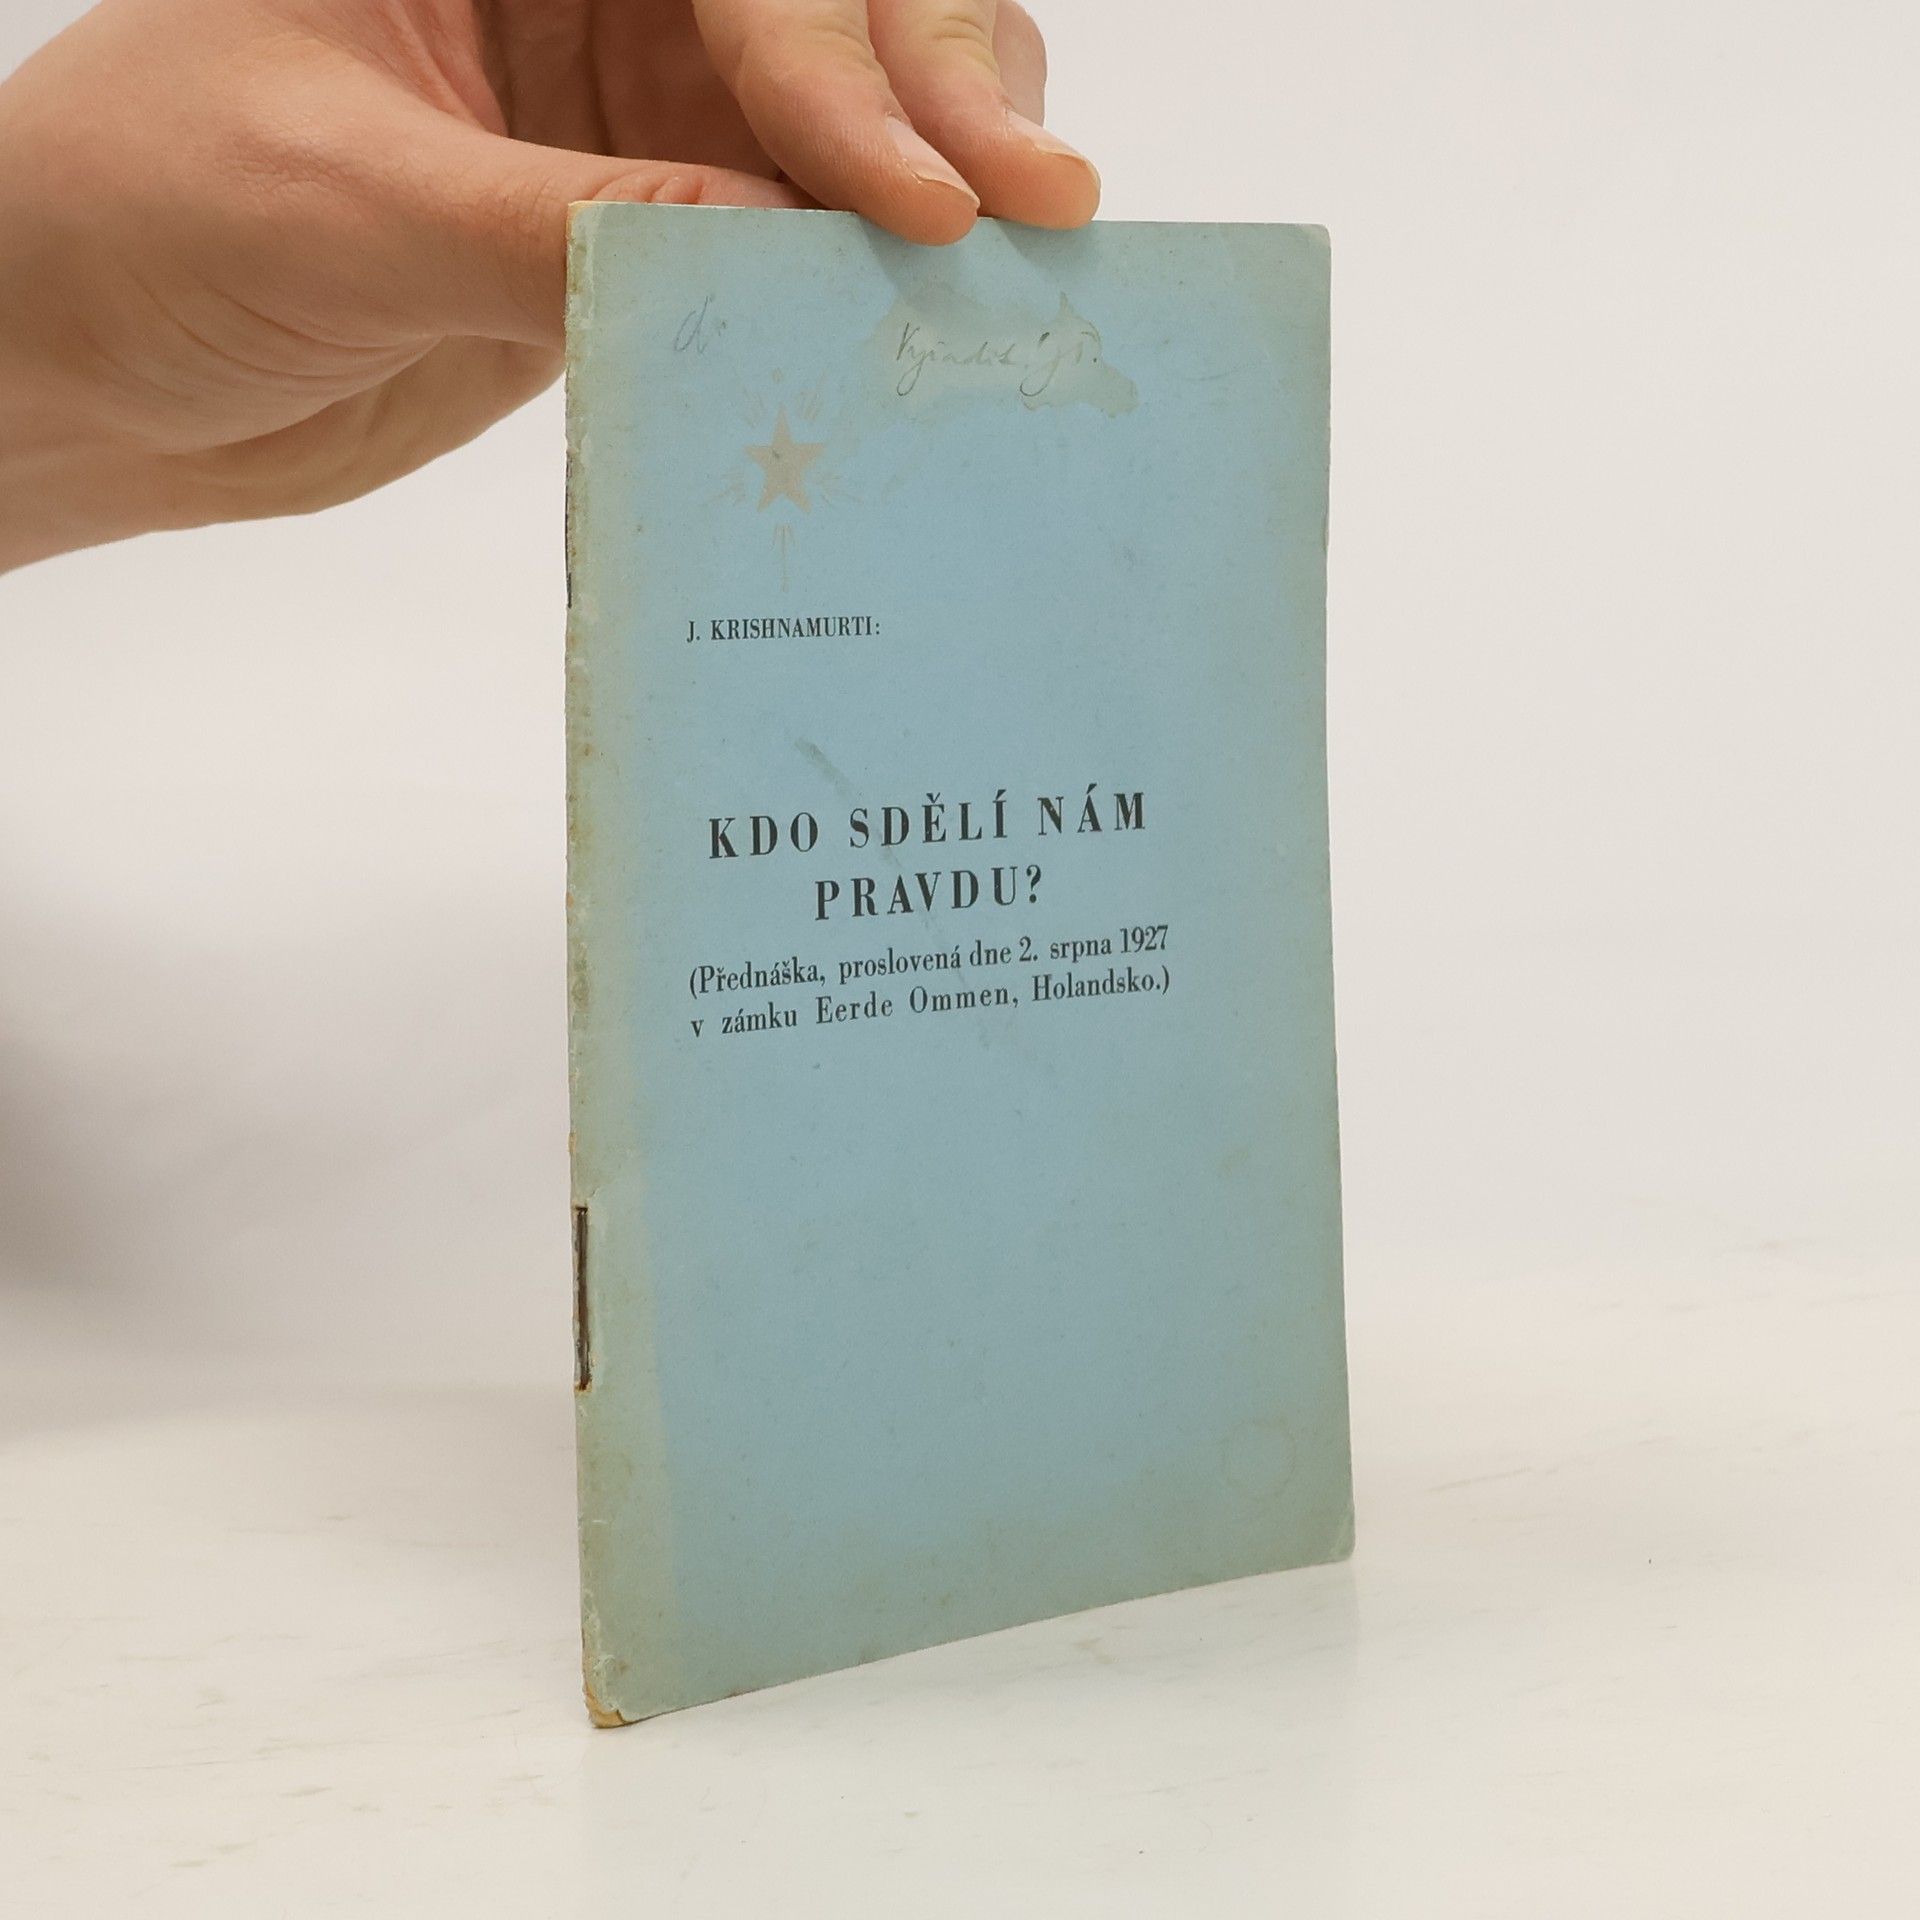 J. KRISHNAMURTI:
KDO SDĚLÍ NÁM
PRAVDU?
(Přednáška, proslovená dne 2. srpna 1927
v zámku Eerde Ommen, Holandsko.)